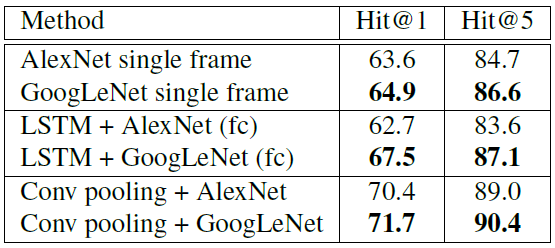 Method Hit@1 Hit@5
AlexNet single frame 63.6 84.7
GoogLeNet single frame 64.9 86.6
LSTM + AlexNet (fc) 62.7 83.6
LSTM + GoogLeNet (fc) 67.5 87.1
Conv pooling + AlexNet 70.4 89.0
Conv pooling + GoogLeNet 71.7 90.4